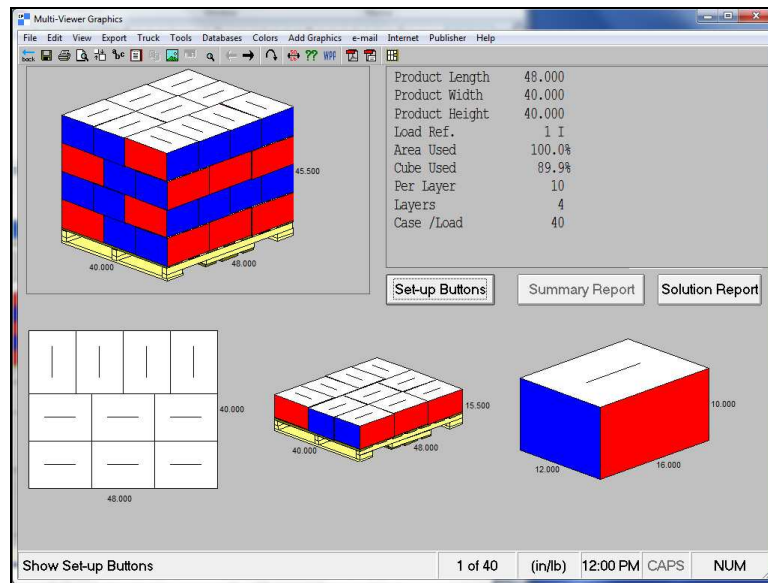 Multi-Viewer Graphics
File Edit View Export Truck Tools Databases Colors Add Graphics e-mail Internet Publisher Help
back ?? WPF
45.500
40.000
48.000
Product Length 48.000
Product Width 40.000
Product Height 40.000
Load Ref. 1 I
Area Used 100.0%
Cube Used 89.9%
Per Layer 10
Layers 4
Case /Load 40
Set-up Buttons Summary Report Solution Report
40.000
48.000
15.500
40.000
48.000
10.000
12.000
16.000
Show Set-up Buttons 1 of 40 (in/lb) 12:00 PM CAPS NUM